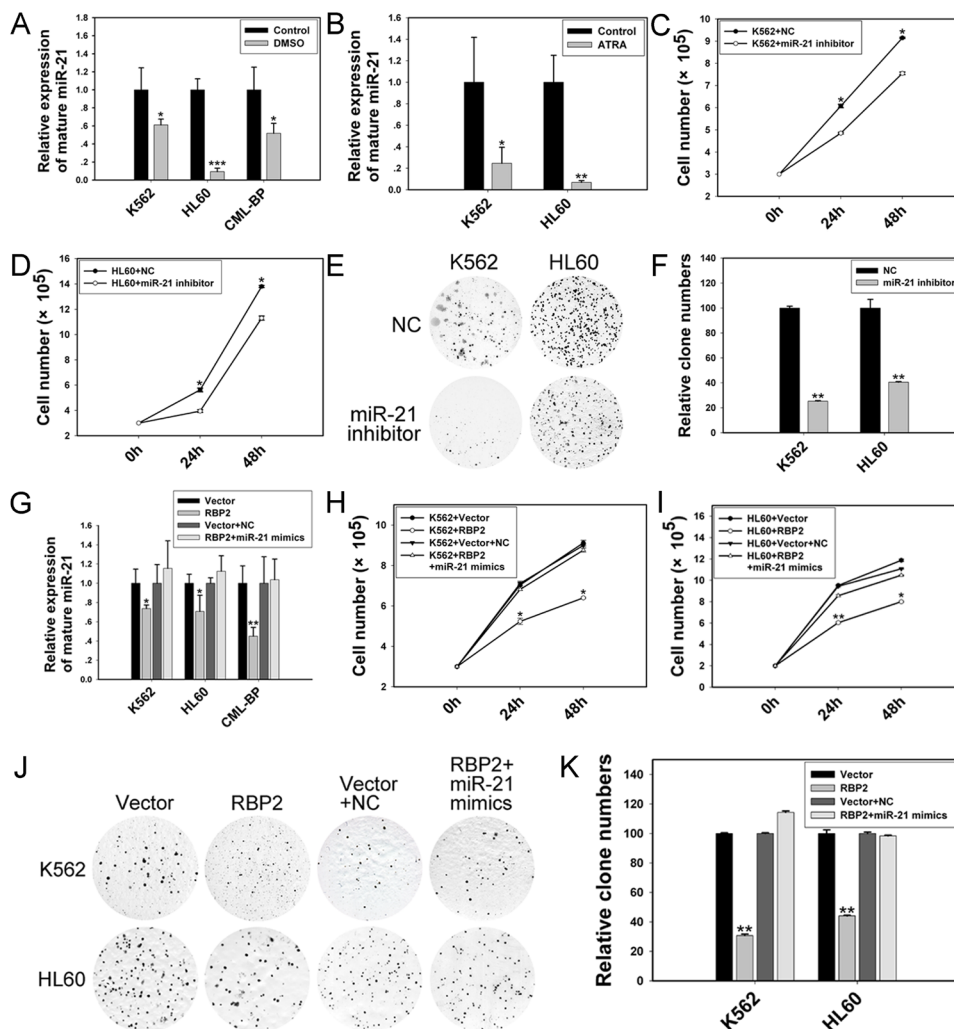 A
Relative expression
of mature miR-21
1.8
1.6
1.4
1.2
1.0
.8
.6
.4
.2
0.0
Control
DMSO
*
***
*
K562
HL60
CML-BP
B
Relative expression
of mature miR-21
1.6
1.4
1.2
1.0
.8
.6
.4
.2
0.0
Control
ATRA
*
**
K562
HL60
C
Cell number (× 10⁵)
10
9
8
7
6
5
4
3
2
K562+NC
K562+miR-21 inhibitor
*
*
0h
24h
48h
D
Cell number (× 10⁵)
16
14
12
10
8
6
4
2
HL60+NC
HL60+miR-21 inhibitor
*
*
0h
24h
48h
E
K562
HL60
NC
miR-21
inhibitor
F
Relative clone numbers
140
120
100
80
60
40
20
0
NC
miR-21 inhibitor
**
**
K562
HL60
G
Relative expression
of mature miR-21
1.6
1.4
1.2
1.0
.8
.6
.4
.2
0.0
Vector
RBP2
Vector+NC
RBP2+miR-21 mimics
*
*
**
K562
HL60
CML-BP
H
Cell number (× 10⁵)
10
8
6
4
2
K562+Vector
K562+RBP2
K562+Vector+NC
K562+RBP2
+miR-21 mimics
*
*
0h
24h
48h
I
Cell number (× 10⁵)
16
14
12
10
8
6
4
2
0
HL60+Vector
HL60+RBP2
HL60+Vector+NC
HL60+RBP2
+miR-21 mimics
**
*
0h
24h
48h
J
Vector
RBP2
Vector
+NC
RBP2+
miR-21
mimics
K562
HL60
K
Relative clone numbers
140
120
100
80
60
40
20
0
Vector
RBP2
Vector+NC
RBP2+miR-21 mimics
**
**
K562
HL60